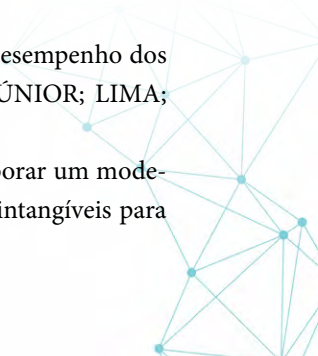 esempenho dos
ÚNIOR; LIMA;
orar um mode-
intangíveis para